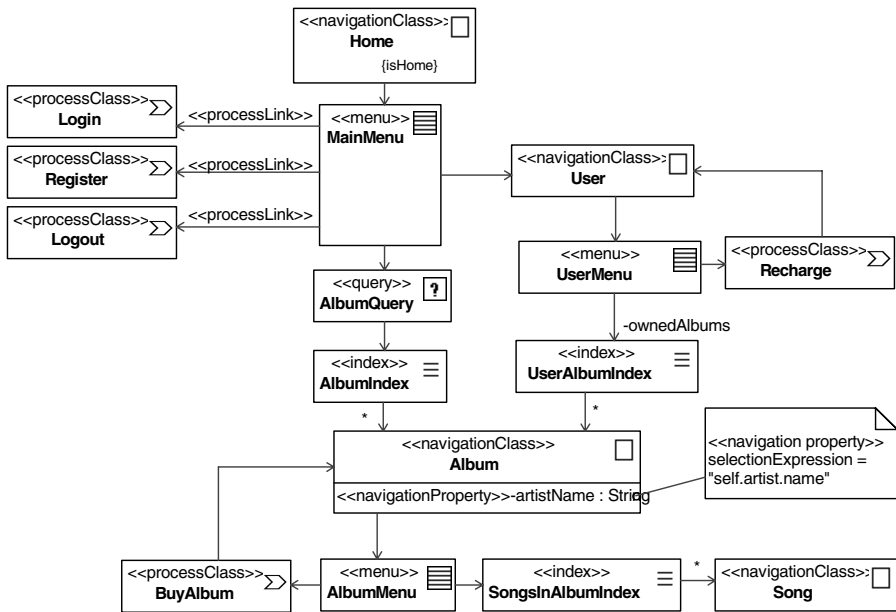 <<navigationClass>>
Home
{isHome}
<<processClass>>
Login
<<processLink>>
<<menu>>
MainMenu
<<processClass>>
Register
<<processLink>>
<<navigationClass>>
User
<<processClass>>
Logout
<<processLink>>
<<menu>>
UserMenu
<<processClass>>
Recharge
<<query>>
AlbumQuery
?
-ownedAlbums
<<index>>
AlbumIndex
<<index>>
UserAlbumIndex
*
*
<<navigationClass>>
Album
<<navigationProperty>>-artistName : String
<<navigation property>>
selectionExpression =
"self.artist.name"
<<processClass>>
BuyAlbum
<<menu>>
AlbumMenu
<<index>>
SongsInAlbumIndex
*
<<navigationClass>>
Song